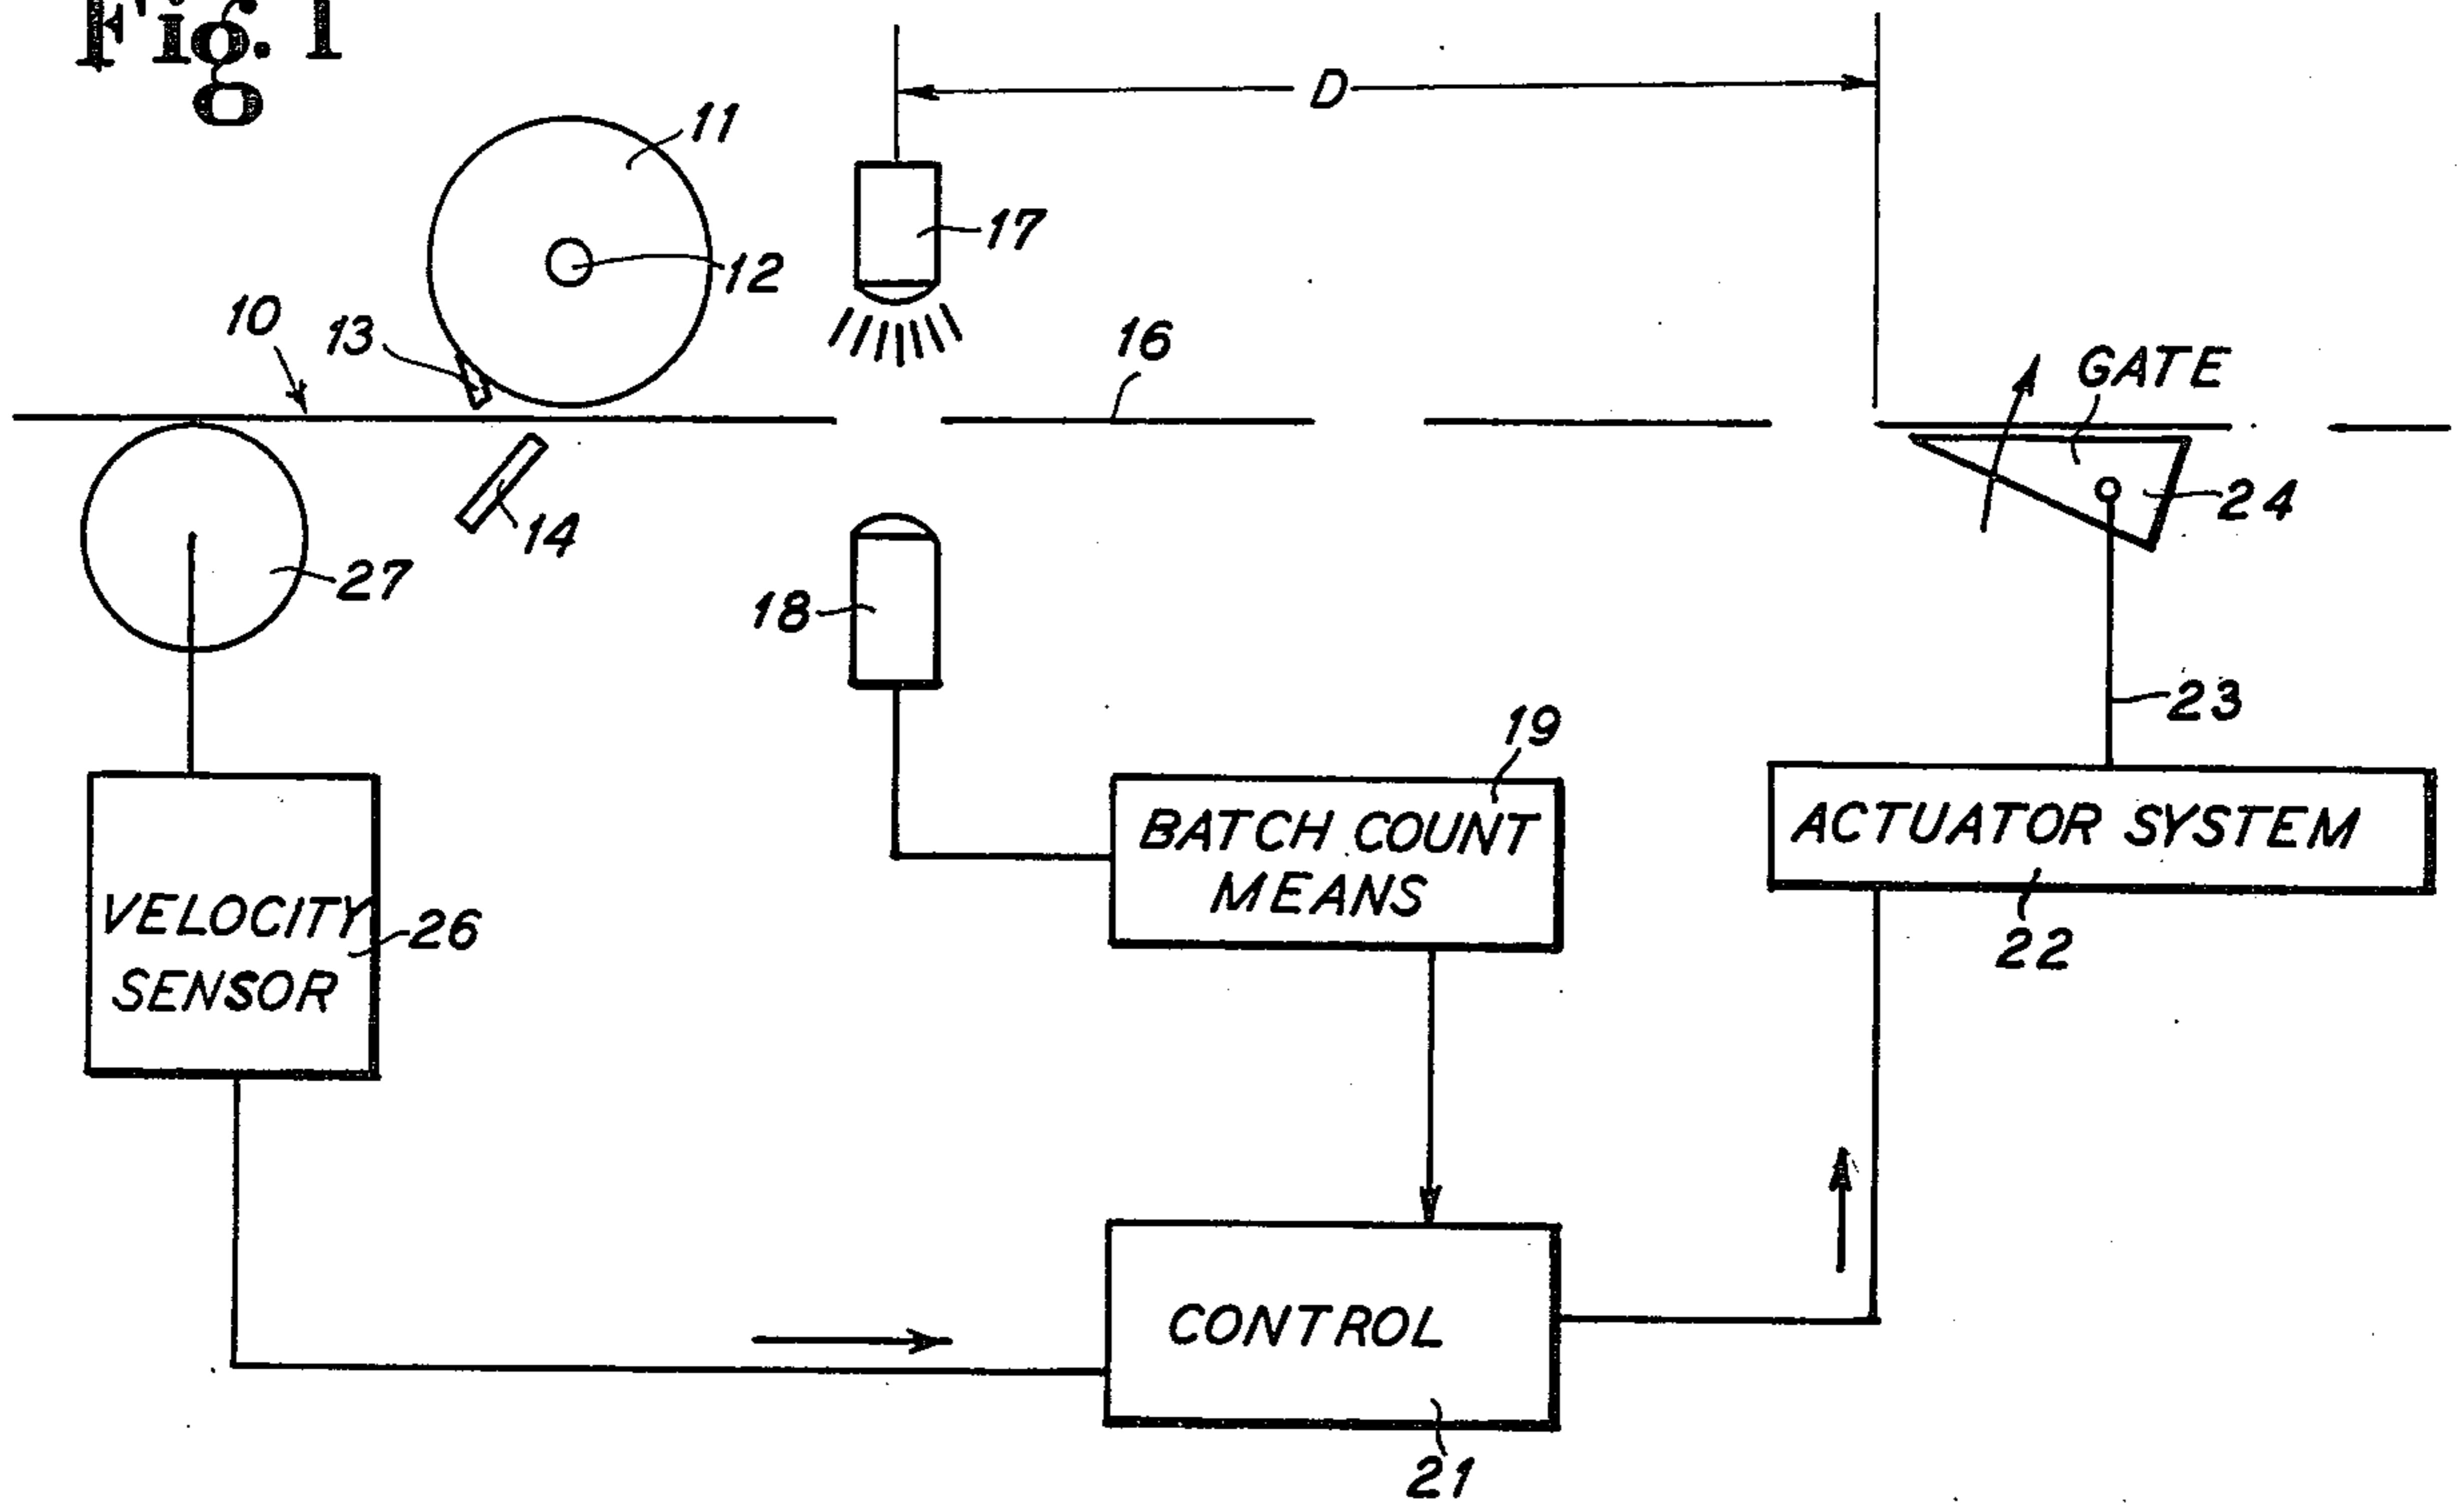 Fig. 1
D
11
17
12
10
13
16
GATE
24
14
27
18
23
19
BATCH COUNT
MEANS
ACTUATOR SYSTEM
22
VELOCITY
SENSOR
26
CONTROL
21